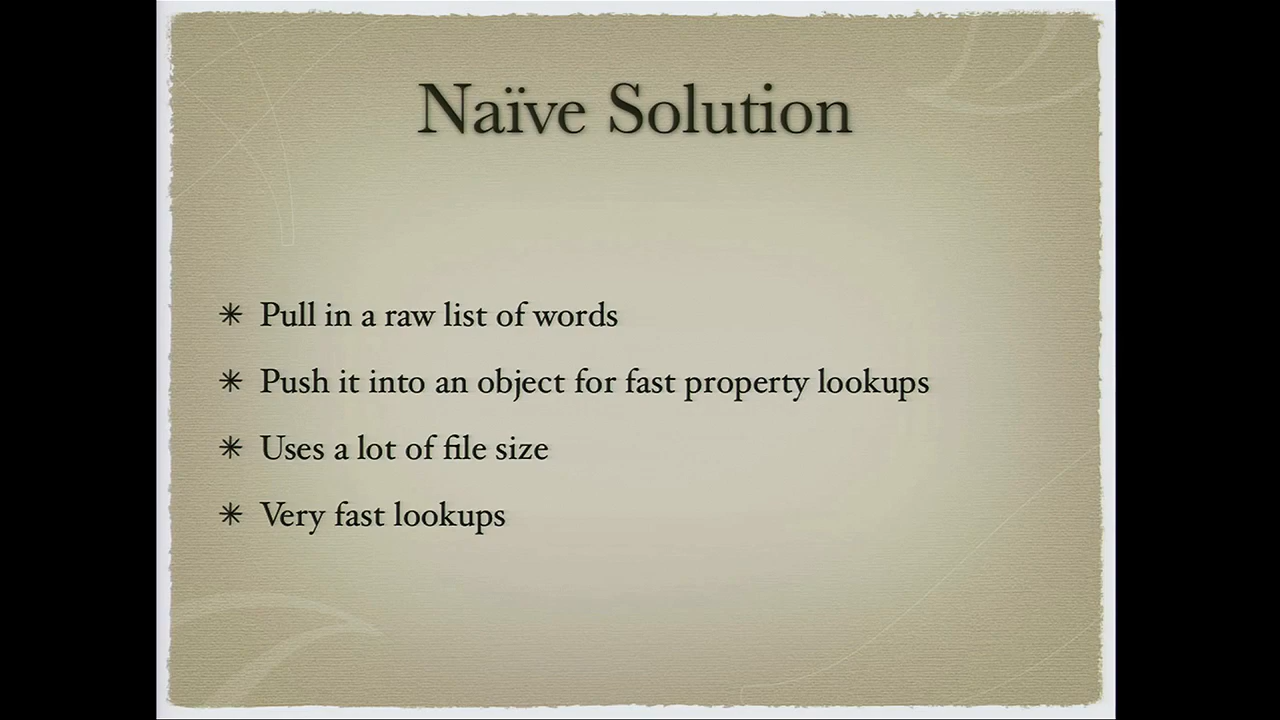 Naïve Solution
✳ Pull in a raw list of words
✳ Push it into an object for fast property lookups
✳ Uses a lot of file size
✳ Very fast lookups